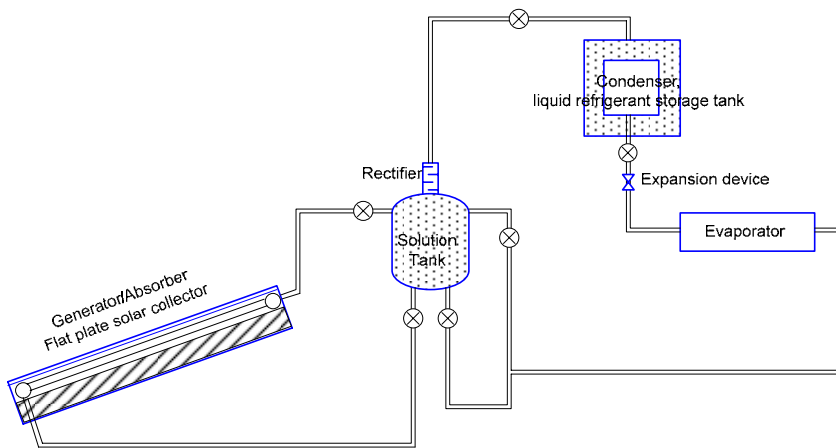 Condenser,
liquid refrigerant storage tank
Rectifier
Expansion device
Evaporator
Solution
Tank
Generator/Absorber
Flat plate solar collector